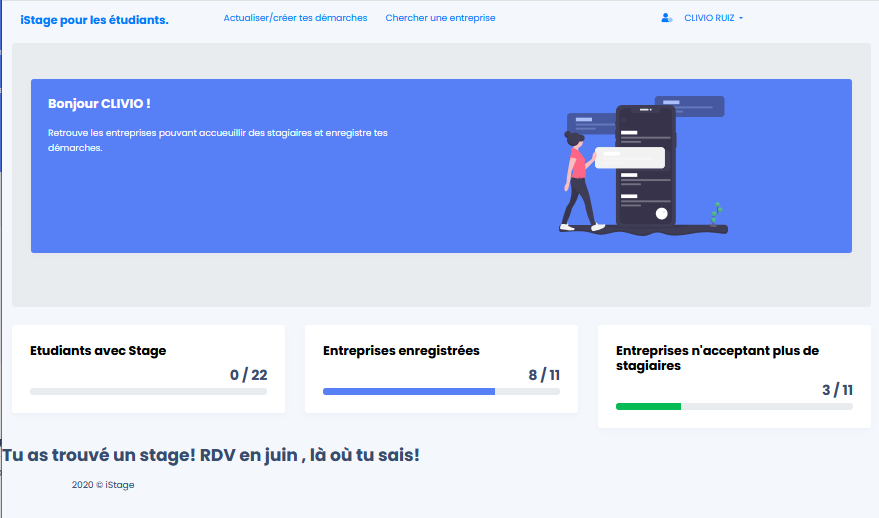 iStage pour les étudiants.
Actualiser/créer tes démarches
Chercher une entreprise
CLIVIO RUIZ
Bonjour CLIVIO !
Retrouve les entreprises pouvant accueuillir des stagiaires et enregistre tes
démarches.
Etudiants avec Stage
0 / 22
Entreprises enregistrées
8 / 11
Entreprises n'acceptant plus de
stagiaires
3 / 11
Tu as trouvé un stage! RDV en juin , là où tu sais!
2020 © iStage